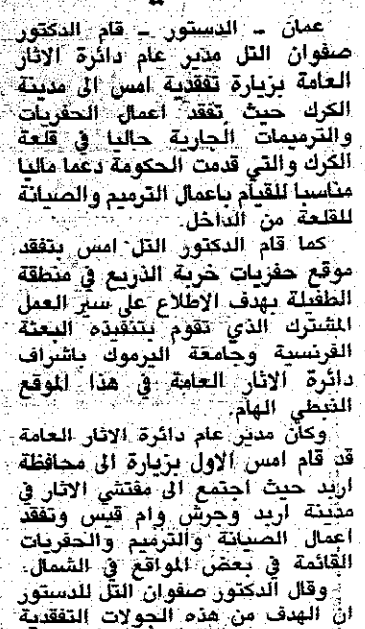 عمان - الدستور - قام الدكتور
صفوان التل مدير عام دائرة الاثار
العامة بزيارة تفقدية امس الى مدينة
الكرك حيث تفقد اعمال الحفريات
والترميمات الجارية حاليا في قلعة
الكرك والتي قدمت الحكومة دعما ماليا
مناسبا للقيام باعمال الترميم والصيانة
للقلعة من الداخل.
كما قام الدكتور التل امس بتفقد
موقع حفريات خربة الذريع في منطقة
الطفيلة بهدف الاطلاع على سير العمل
المشترك الذي تقوم بتنفيذه البعثة
الفرنسية وجامعة اليرموك باشراف
دائرة الاثار العامة في هذا الموقع
النبطي الهام.
وكان مدير عام دائرة الاثار العامة
قد قام امس الاول بزيارة الى محافظة
اربد حيث اجتمع الى مفتشي الاثار في
مدينة اربد وجرش وام قيس وتفقد
اعمال الصيانة والترميم والحفريات
القائمة في بعض المواقع في الشمال.
وقال الدكتور صفوان التل للدستور
ان الهدف من هذه الجولات التفقدية